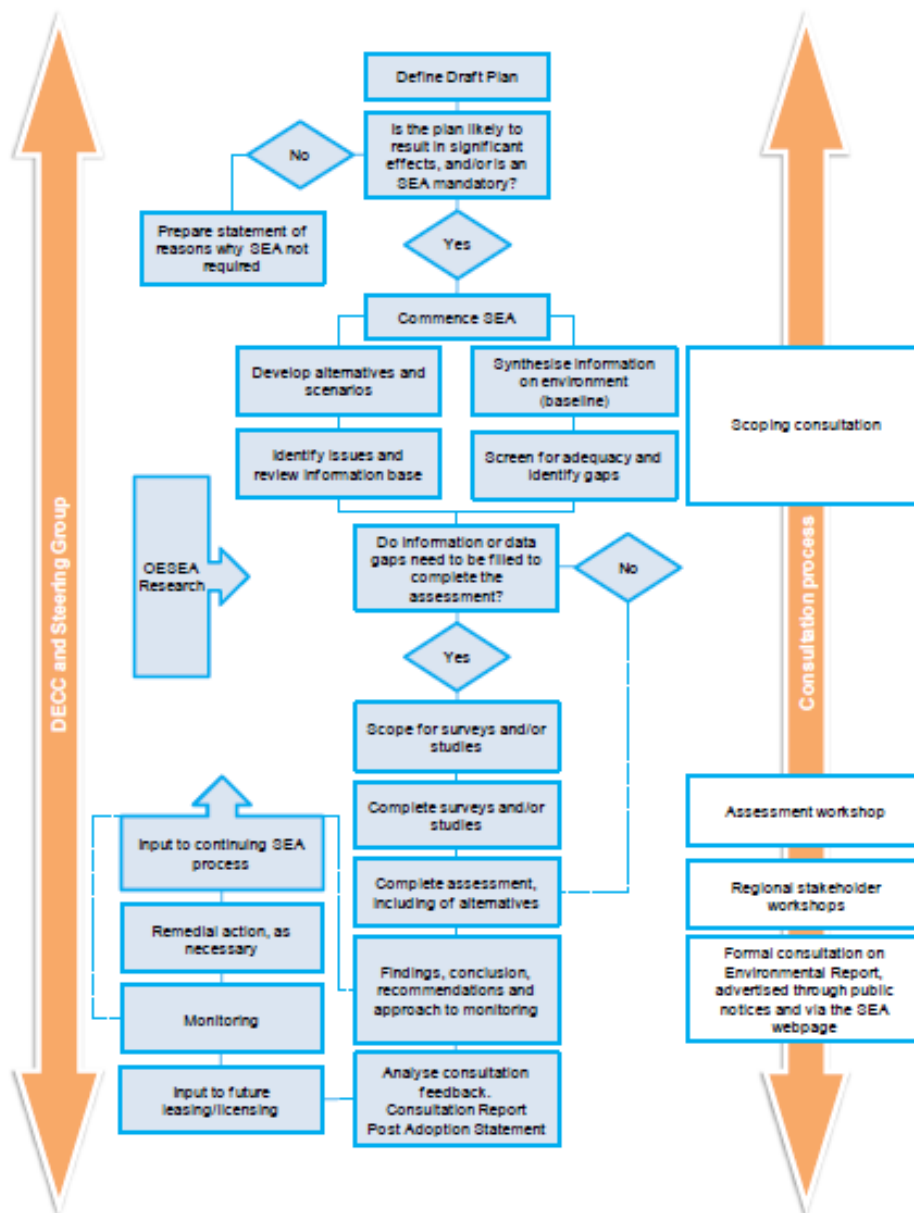 Define Draft Plan
Is the plan likely to
result in significant
effects, and/or is an
SEA mandatory?
No
Prepare statement of
reasons why SEA not
required
Yes
Commence SEA
Develop alternatives and
scenarios
Synthesise information
on environment
(baseline)
Scoping consultation
Identify issues and
review information base
Screen for adequacy and
identify gaps
DECC and Steering Group
Consultation process
OESEA
Research
Do information or data
gaps need to be filled to
complete the
assessment?
No
Yes
Scope for surveys and/or
studies
Complete surveys and/or
studies
Assessment workshop
Input to continuing SEA
process
Complete assessment,
including of alternatives
Regional stakeholder
workshops
Remedial action, as
necessary
Findings, conclusion,
recommendations and
approach to monitoring
Formal consultation on
Environmental Report,
advertised through public
notices and via the SEA
webpage
Monitoring
Input to future
leasing/licensing
Analyse consultation
feedback.
Consultation Report
Post Adoption Statement